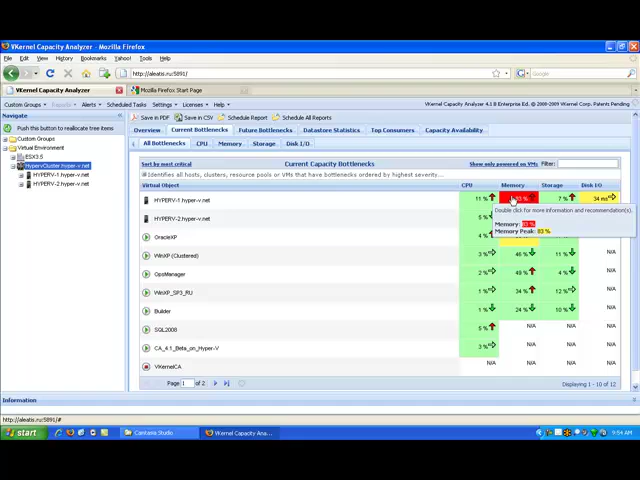 VKernel Capacity Analyzer - Mozilla Firefox
File Edit View History Bookmarks Yahoo! Tools Help
http://aleatis.ru:5891/
Google
VKernel Capacity Analyzer
Mozilla Firefox Start Page
Custom Groups Reports Alerts Scheduled Tasks Settings Licenses Help
VKernel Capacity Analyzer 4.1 B Enterprise Ed. © 2008-2009 VKernel Corp. Patents Pending
Navigate
Save in PDF Save in CSV Schedule Report Schedule All Reports
Push this button to reallocate tree items
Overview Current Bottlenecks Future Bottlenecks Datastore Statistics Top Consumers Capacity Availability
Custom Groups
Virtual Environment
ESX3.5
HypervCluster.hyper-v.net
HYPERV-1.hyper-v.net
HYPERV-2.hyper-v.net
All Bottlenecks CPU Memory Storage Disk I/O
Sort by most critical Current Capacity Bottlenecks Show only powered on VMs Filter:
Identifies all hosts, clusters, resource pools or VMs that have bottlenecks ordered by highest severity
Virtual Object CPU Memory Storage Disk I/O
HYPERV-1.hyper-v.net 11 % 93 % 7 % 34 ms
Double click for more information and recommendation(s).
Memory: 93 %
Memory Peak: 93 %
HYPERV-2.hyper-v.net 5 %
OracleXP 4 %
WinXP (Clustered) 3 % 46 % 5 % N/A
OpsManager 2 % 49 % 4 % N/A
WinXP_SP3_RU 1 % 34 % 12 % N/A
Builder 1 % 24 % 10 % N/A
SQL2008 5 % N/A N/A N/A
CA_4.1_Beta_on_Hyper-V 3 % N/A N/A N/A
VKernelCA N/A N/A N/A N/A
Page 1 of 2
Displaying 1 - 10 of 12
Information
http://aleatis.ru:5891/#
start
Camtasia Studio
VKernel Capacity Ana...
9:54 AM